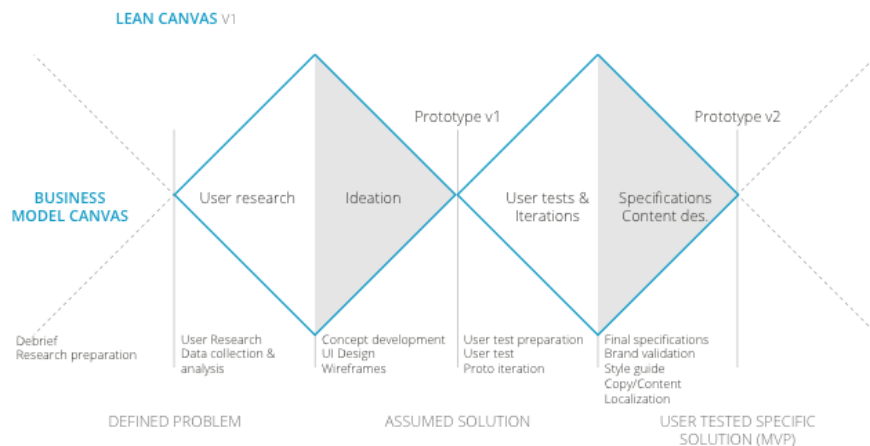 LEAN CANVAS V1
Prototype v1
Prototype v2
BUSINESS
MODEL CANVAS
User research
Ideation
User tests &
Iterations
Specifications
Content des.
Debrief
Research preparation
User Research
Data collection &
analysis
Concept development
UI Design
Wireframes
User test preparation
User test
Proto iteration
Final specifications
Brand validation
Style guide
Copy/Content
Localization
DEFINED PROBLEM
ASSUMED SOLUTION
USER TESTED SPECIFIC
SOLUTION (MVP)